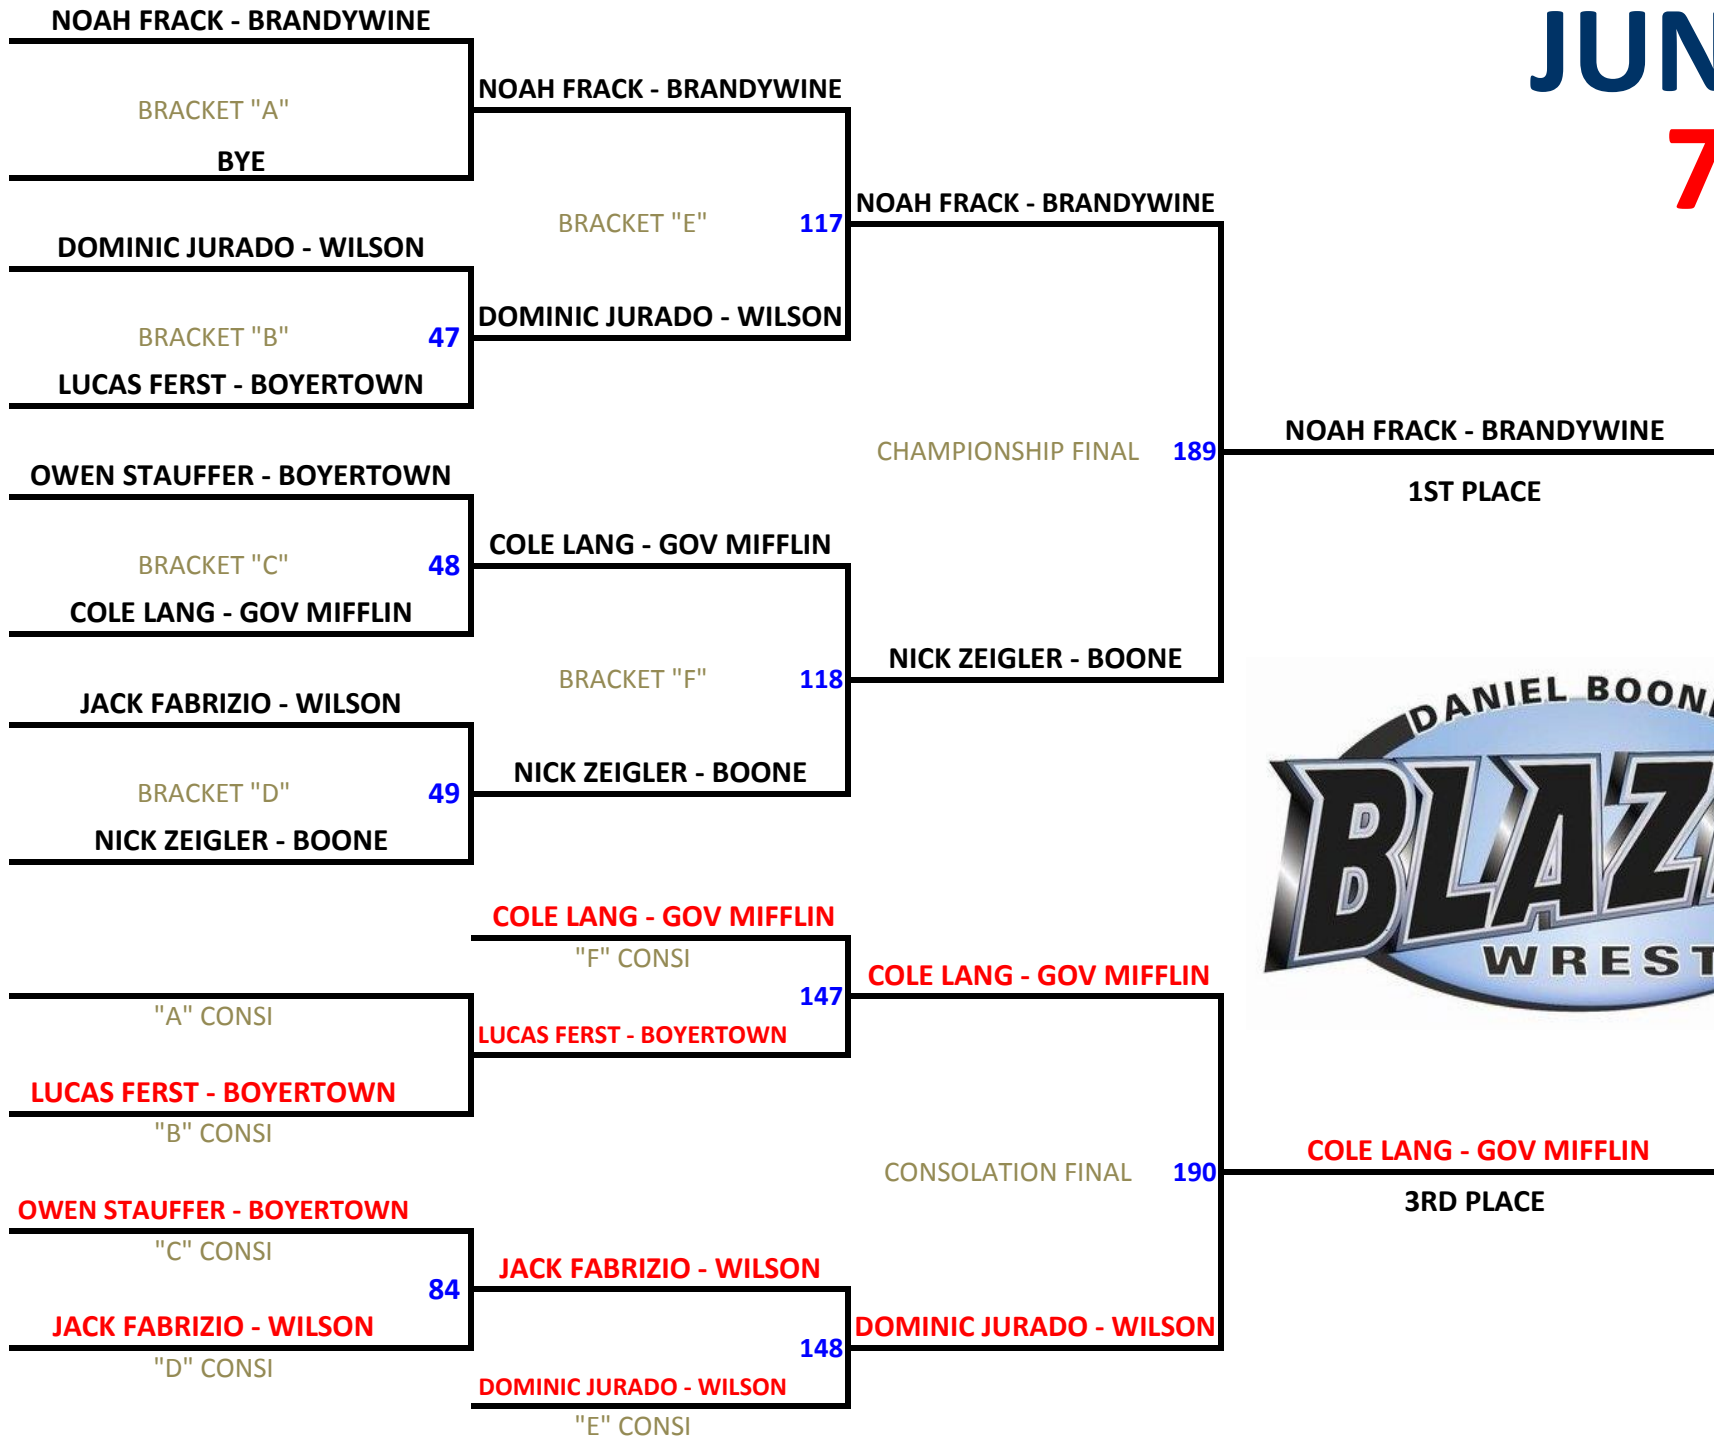 NOAH FRACK - BRANDYWINE
BRACKET "A"
BYE
DOMINIC JURADO - WILSON
BRACKET "B" 47
LUCAS FERST - BOYERTOWN
OWEN STAUFFER - BOYERTOWN
BRACKET "C" 48
COLE LANG - GOV MIFFLIN
JACK FABRIZIO - WILSON
BRACKET "D" 49
NICK ZEIGLER - BOONE
NOAH FRACK - BRANDYWINE
BRACKET "E" 117
DOMINIC JURADO - WILSON
COLE LANG - GOV MIFFLIN
BRACKET "F" 118
NICK ZEIGLER - BOONE
NOAH FRACK - BRANDYWINE
CHAMPIONSHIP FINAL 189
NICK ZEIGLER - BOONE
NOAH FRACK - BRANDYWINE
1ST PLACE
JUN
7
DANIEL BOON
BLAZ
WREST
"A" CONSI
LUCAS FERST - BOYERTOWN
"B" CONSI
OWEN STAUFFER - BOYERTOWN
"C" CONSI
84
JACK FABRIZIO - WILSON
"D" CONSI
COLE LANG - GOV MIFFLIN
"F" CONSI
147
LUCAS FERST - BOYERTOWN
JACK FABRIZIO - WILSON
148
DOMINIC JURADO - WILSON
"E" CONSI
COLE LANG - GOV MIFFLIN
CONSOLATION FINAL 190
DOMINIC JURADO - WILSON
COLE LANG - GOV MIFFLIN
3RD PLACE